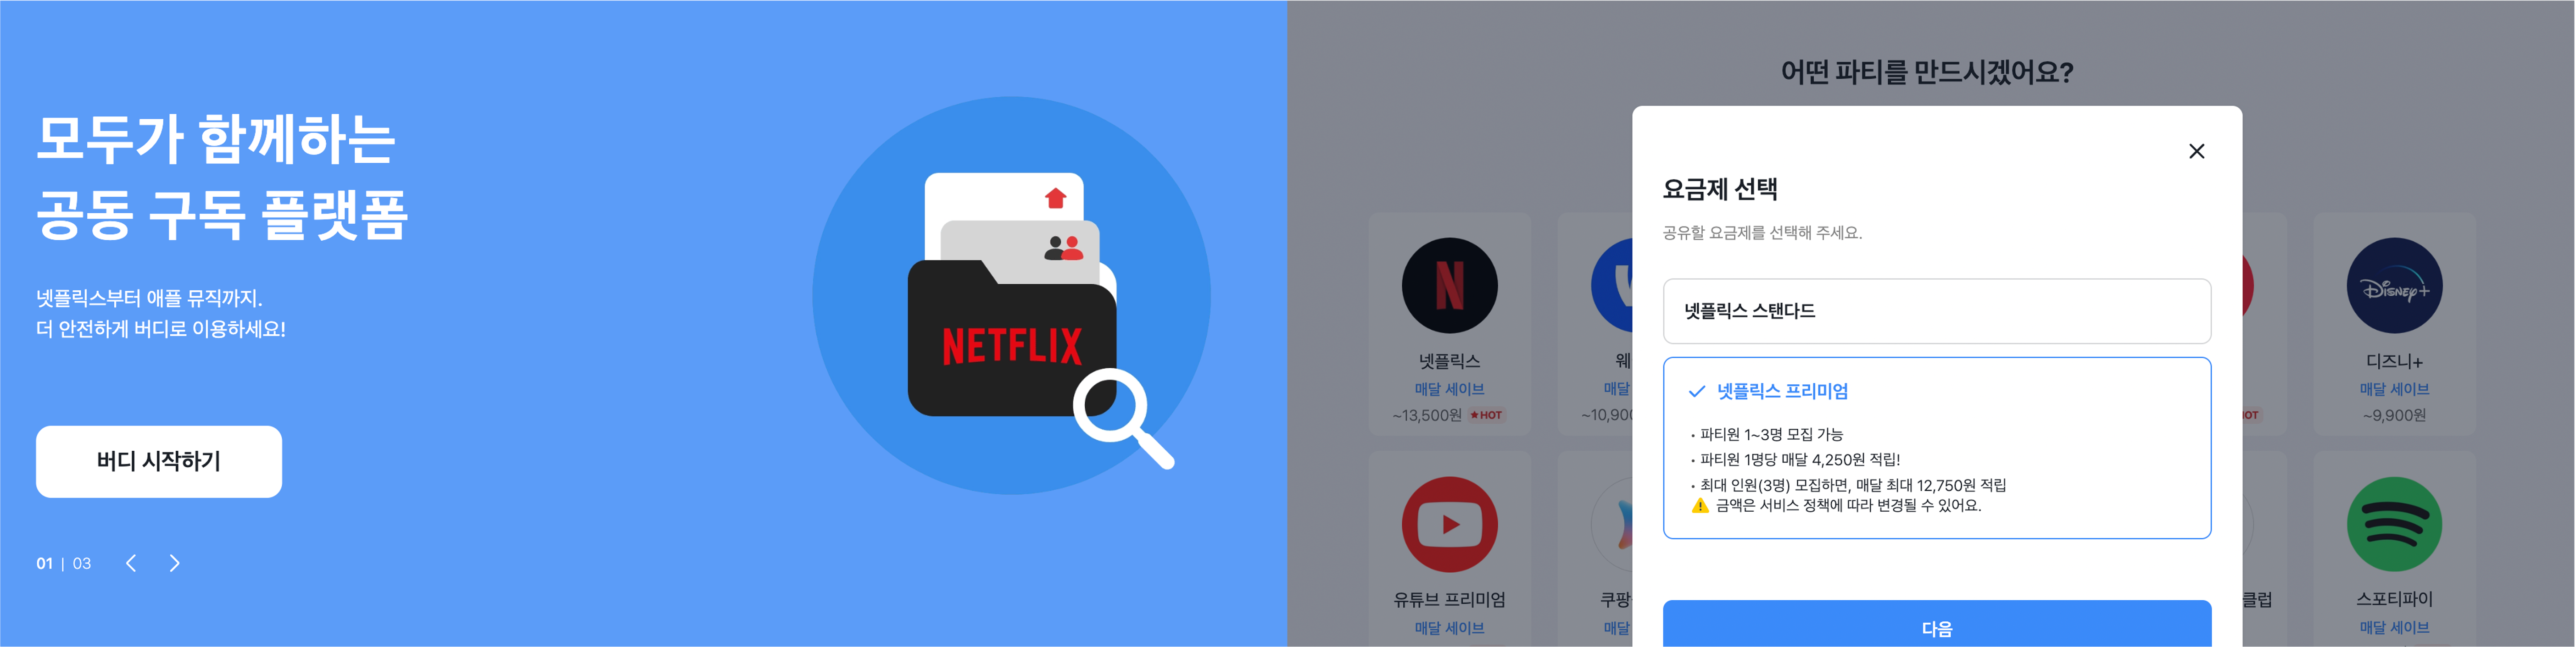 모두가 함께하는
공동 구독 플랫폼
넷플릭스부터 애플 뮤직까지.
더 안전하게 버디로 이용하세요!
버디 시작하기
01 | 03
NETFLIX
어떤 파티를 만드시겠어요?
요금제 선택
공유할 요금제를 선택해 주세요.
넷플릭스 스탠다드
넷플릭스 프리미엄
• 파티원 1~3명 모집 가능
• 파티원 1명당 매달 4,250원 적립!
• 최대 인원(3명) 모집하면, 매달 최대 12,750원 적립
금액은 서비스 정책에 따라 변경될 수 있어요.
다음
N
넷플릭스
매달 세이브
~13,500원 HOT
매달
~10,900
Disney+
디즈니+
매달 세이브
~9,900원
유튜브 프리미엄
매달 세이브
쿠팡
매달
클럽
스포티파이
매달 세이브